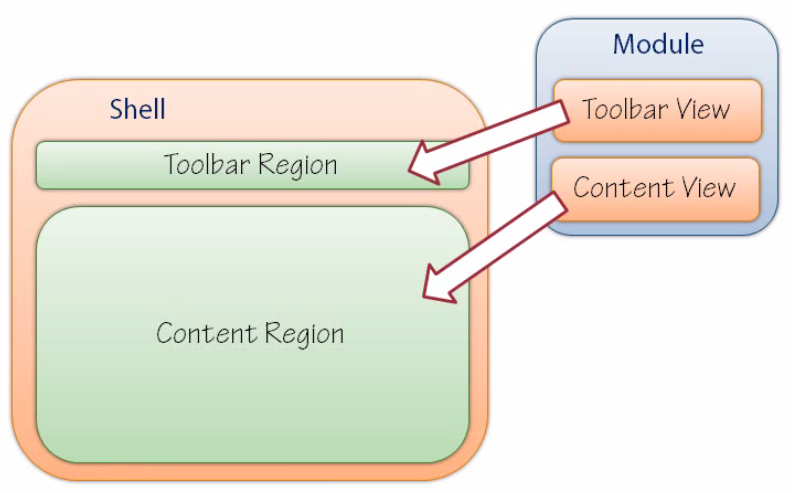 Module
Toolbar View
Content View
Shell
Toolbar Region
Content Region